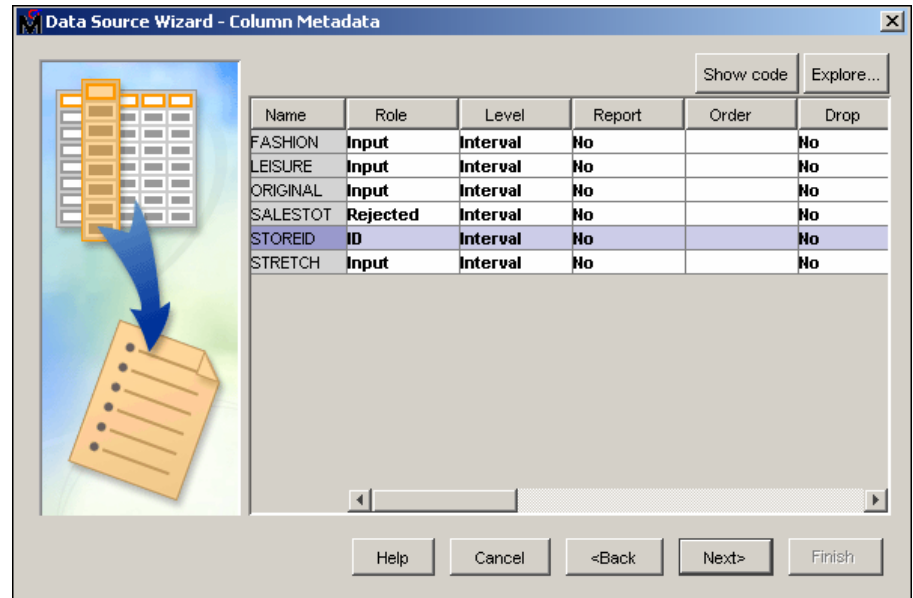 Data Source Wizard - Column Metadata
Show code Explore...
Name Role Level Report Order Drop
FASHION Input Interval No No
LEISURE Input Interval No No
ORIGINAL Input Interval No No
SALESTOT Rejected Interval No No
STOREID ID Interval No No
STRETCH Input Interval No No
Help Cancel <Back Next> Finish